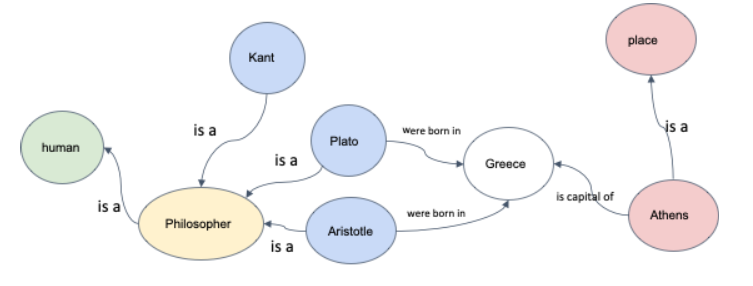 place
Kant
is a
is a
were born in
Plato
human
is a
Greece
is a
is capital of
were born in
Philosopher
Athens
Aristotle
is a